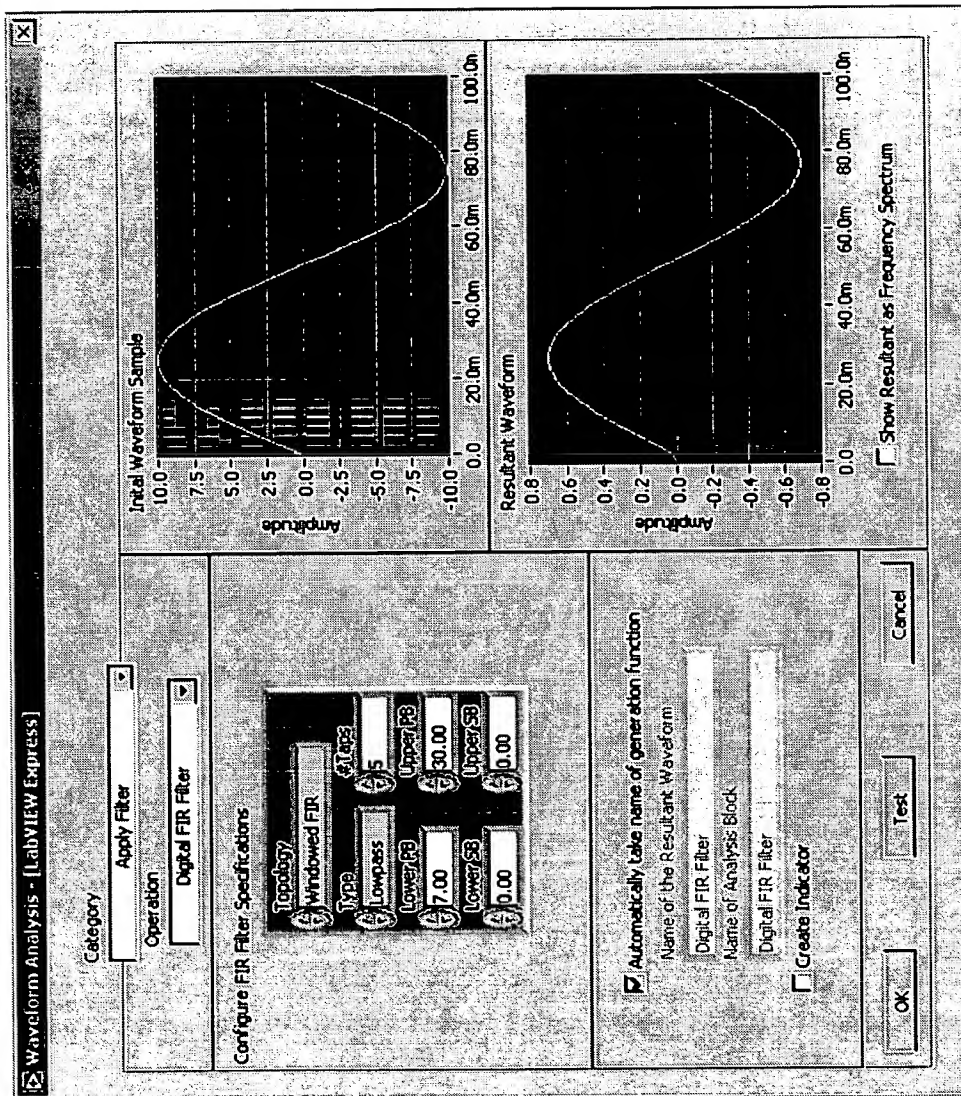 Waveform Analysis - [LabVIEW Express]
Category
Apply Filter
Operation
Digital FIR Filter
Configure FIR Filter Specifications
Topology
Windowed FIR
Type
#Taps
Lowpass
5
Lower PB
Upper PB
7.00
30.00
Lower SB
Upper SB
0.00
0.00
Automatically take name of generation function
Name of the Resultant Waveform
Digital FIR Filter
Name of Analysis Block
Digital FIR Filter
Create Indicator
OK
Test
Cancel
Inital Waveform Sample
Amplitude
10.0
7.5
5.0
2.5
0.0
-2.5
-5.0
-7.5
-10.0
0.0
20.0m
40.0m
60.0m
80.0m
100.0n
Resultant Waveform
Amplitude
0.8
0.6
0.4
0.2
0.0
-0.2
-0.4
-0.6
-0.8
0.0
20.0m
40.0m
60.0m
80.0m
100.0n
Show Resultant as Frequency Spectrum